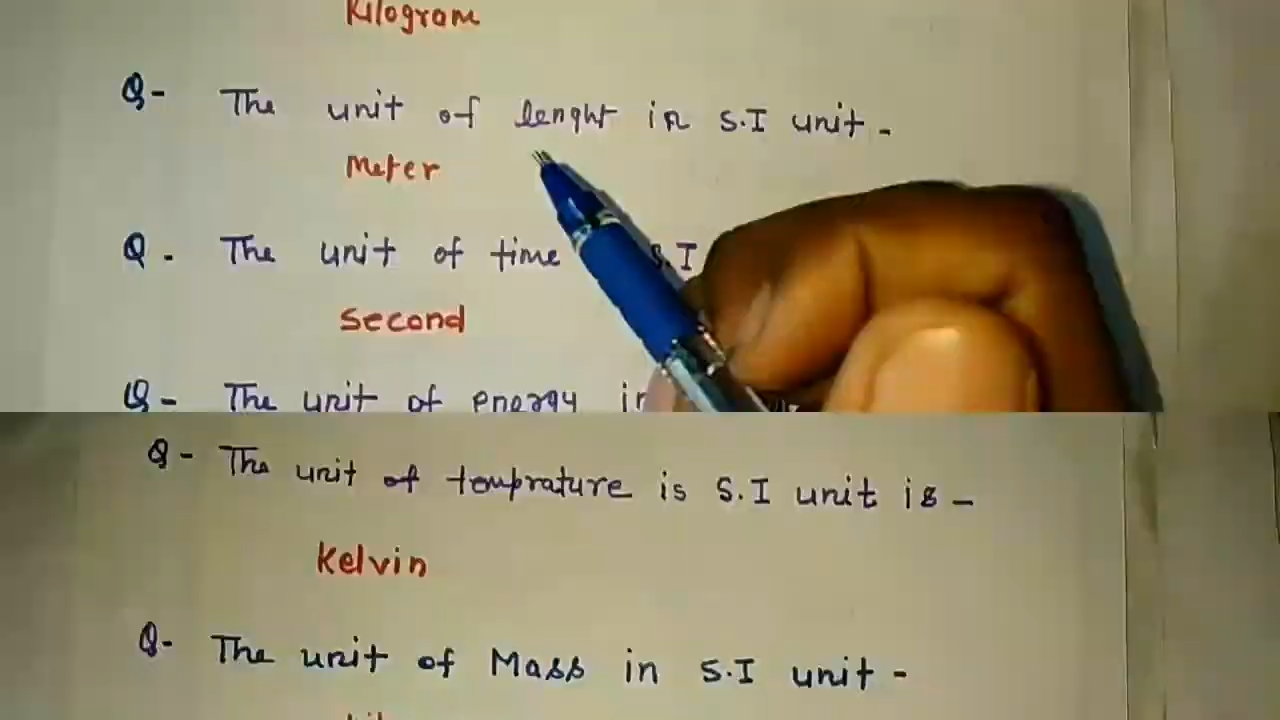 Kilogram
Q- The unit of lenght in S.I unit -
Meter
Q. The unit of time S.I
Second
Q- The unit of energy in
Q- The unit of temprature is S.I unit is -
Kelvin
Q- The unit of Mass in S.I unit -